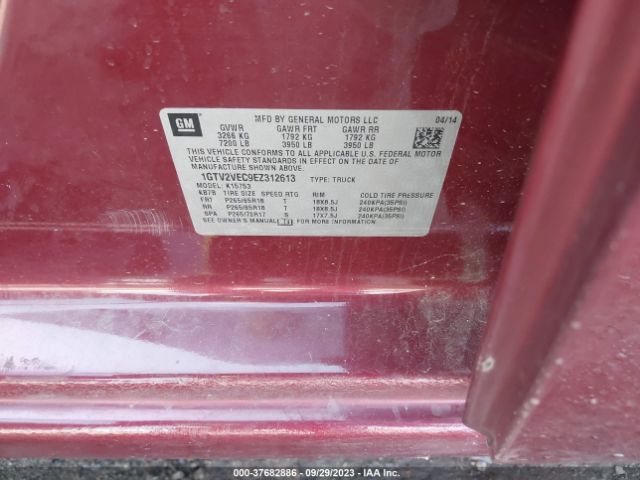 GM
MFD BY GENERAL MOTORS LLC 04/14
GVWR GAWR FRT GAWR RR
3266 KG 1792 KG 1792 KG
7200 LB 3950 LB 3950 LB
THIS VEHICLE CONFORMS TO ALL APPLICABLE U.S. FEDERAL MOTOR
VEHICLE SAFETY STANDARDS IN EFFECT ON THE DATE OF
MANUFACTURE SHOWN ABOVE.
1GTV2VEC9EZ312613 TYPE: TRUCK
MODEL: K15753
KB7B TIRE SIZE SPEED RTG RIM COLD TIRE PRESSURE
FRT P265/65R18 T 18X8.5J 240KPA(35PSI)
RR P265/65R18 T 18X8.5J 240KPA(35PSI)
SPA P265/70R17 S 17X7.5J 240KPA(35PSI)
SEE OWNER'S MANUAL
000-37682886 - 09/29/2023 - Copart, IAA Inc.